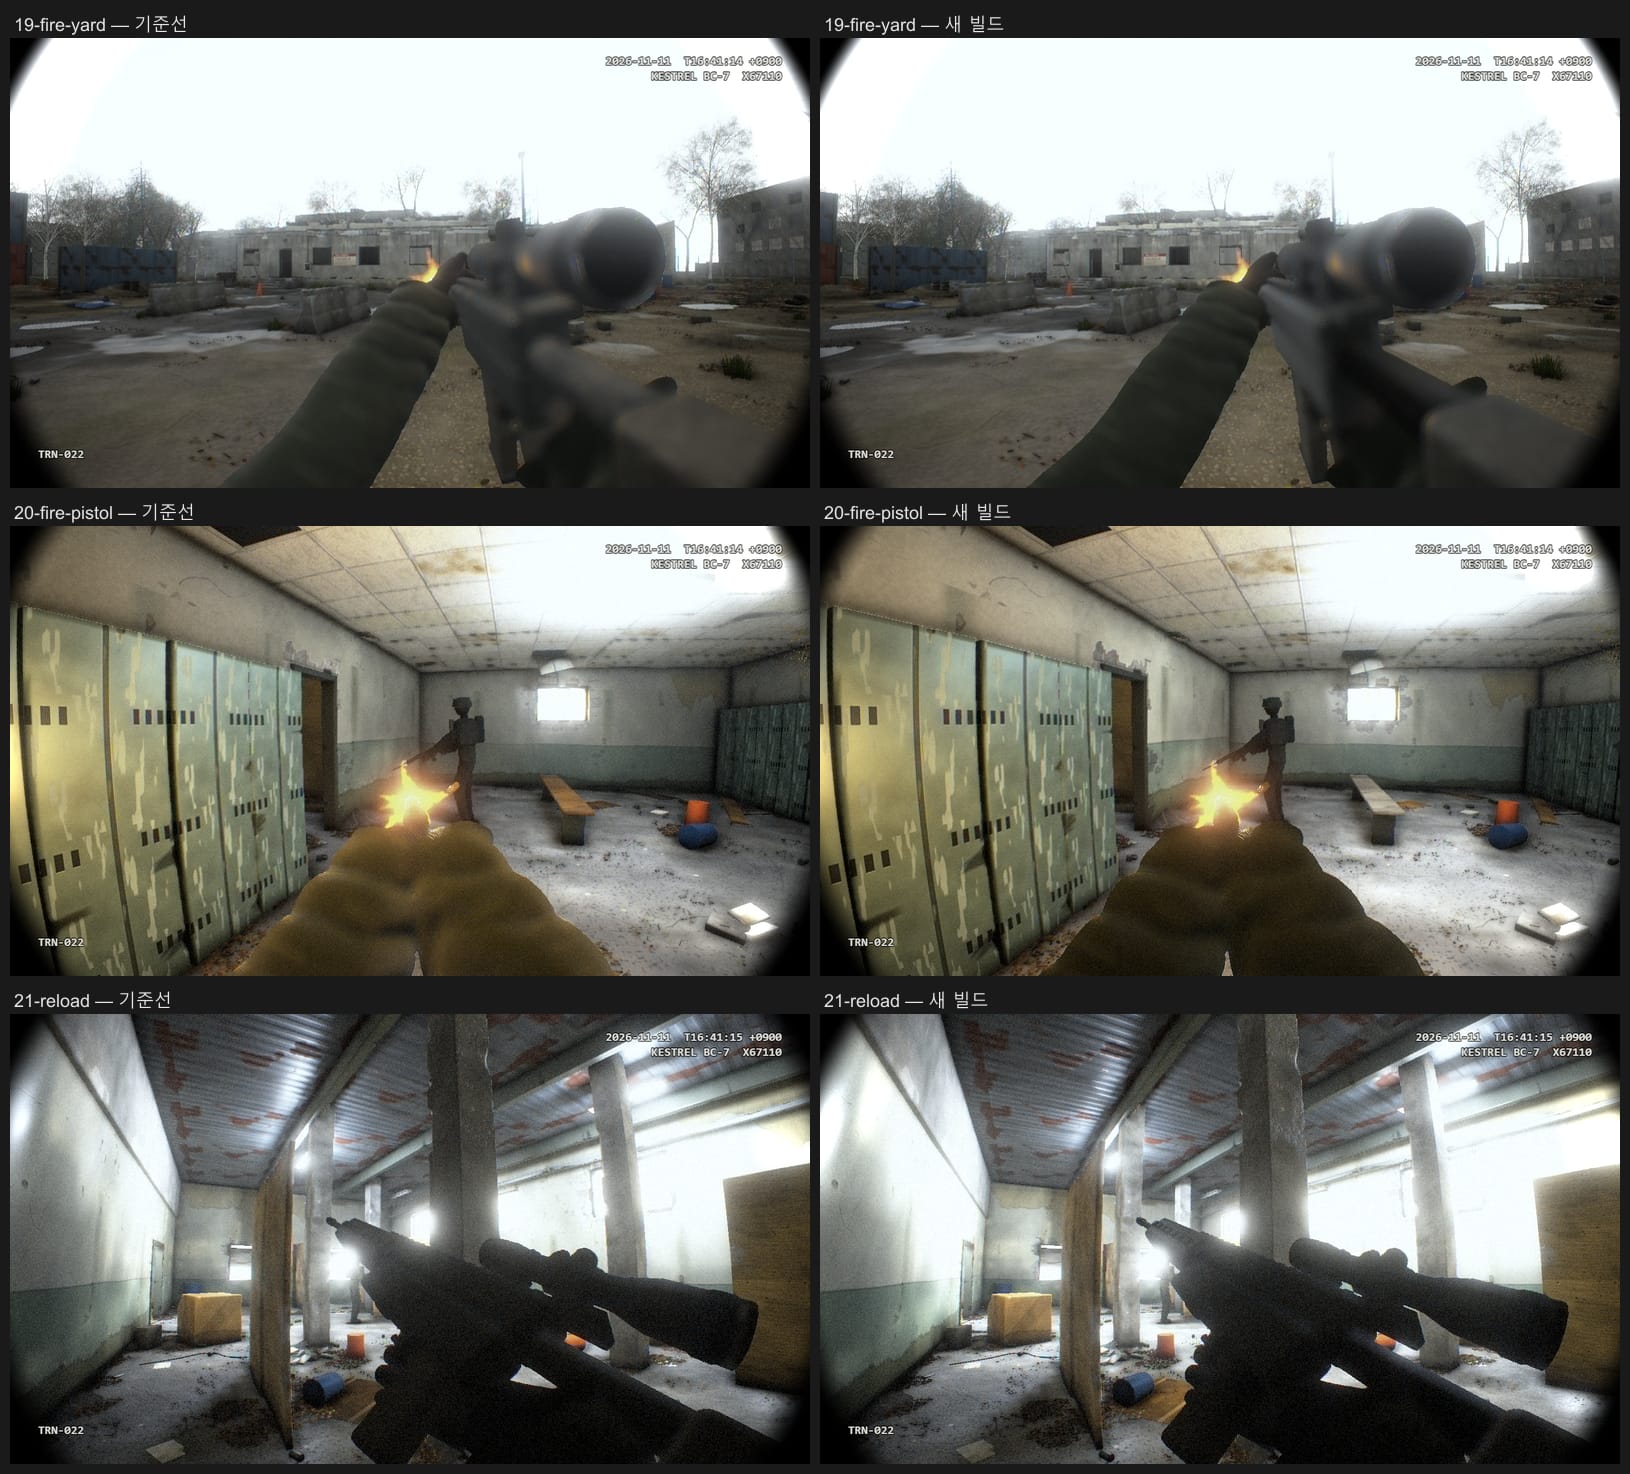 19-fire-yard — 기준선
19-fire-yard — 새 빌드
2026-11-11 T16:41:14 +0900
KESTREL BC-7 X67110
TRN-022
2026-11-11 T16:41:14 +0900
KESTREL BC-7 X67110
TRN-022
20-fire-pistol — 기준선
20-fire-pistol — 새 빌드
2026-11-11 T16:41:14 +0900
KESTREL BC-7 X67110
TRN-022
2026-11-11 T16:41:14 +0900
KESTREL BC-7 X67110
TRN-022
21-reload — 기준선
21-reload — 새 빌드
2026-11-11 T16:41:15 +0900
KESTREL BC-7 X67110
TRN-022
2026-11-11 T16:41:15 +0900
KESTREL BC-7 X67110
TRN-022